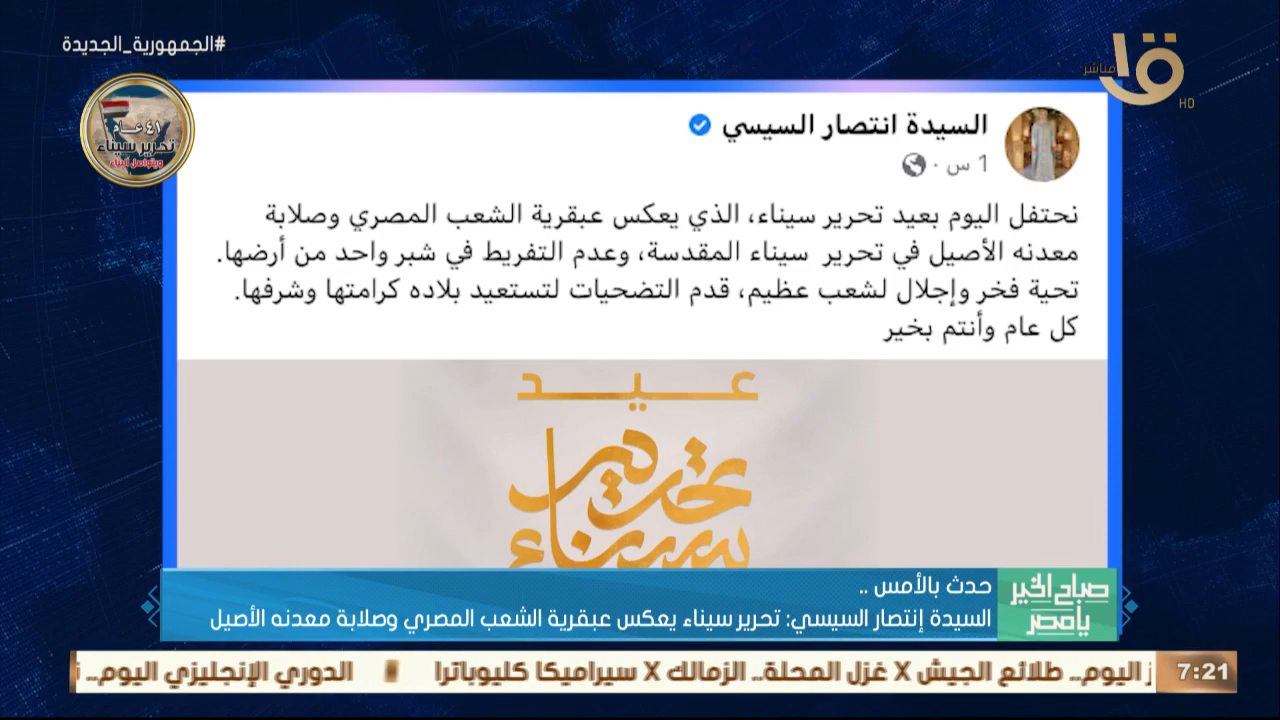 #الجمهورية_الجديدة
مباشر
HD
٤١ عـــام
تحرير سيناء
ويتواصل البناء
السيدة انتصار السيسي
1 س ·
نحتفل اليوم بعيد تحرير سيناء، الذي يعكس عبقرية الشعب المصري وصلابة
معدنه الأصيل في تحرير سيناء المقدسة، وعدم التفريط في شبر واحد من أرضها.
تحية فخر وإجلال لشعب عظيم، قدم التضحيات لتستعيد بلاده كرامتها وشرفها.
كل عام وأنتم بخير
عيد
تحرير
سيناء
صباح الخير
يا مصر
حدث بالأمس ..
السيدة إنتصار السيسي: تحرير سيناء يعكس عبقرية الشعب المصري وصلابة معدنه الأصيل
7:21
اليوم.. طلائع الجيش X غزل المحلة.. الزمالك X سيراميكا كليوباترا الدوري الإنجليزي اليوم..